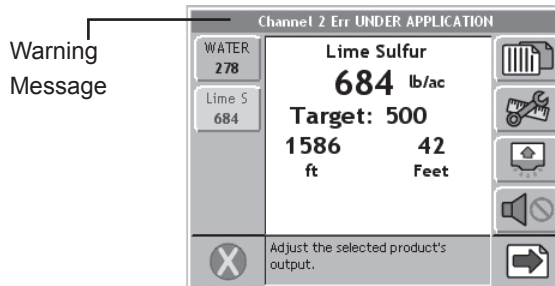 Warning
Message
Channel 2 Err UNDER APPLICATION
WATER
278
Lime S
684
Lime Sulfur
684 lb/ac
Target: 500
1586 42
ft Feet
Adjust the selected product's
output.